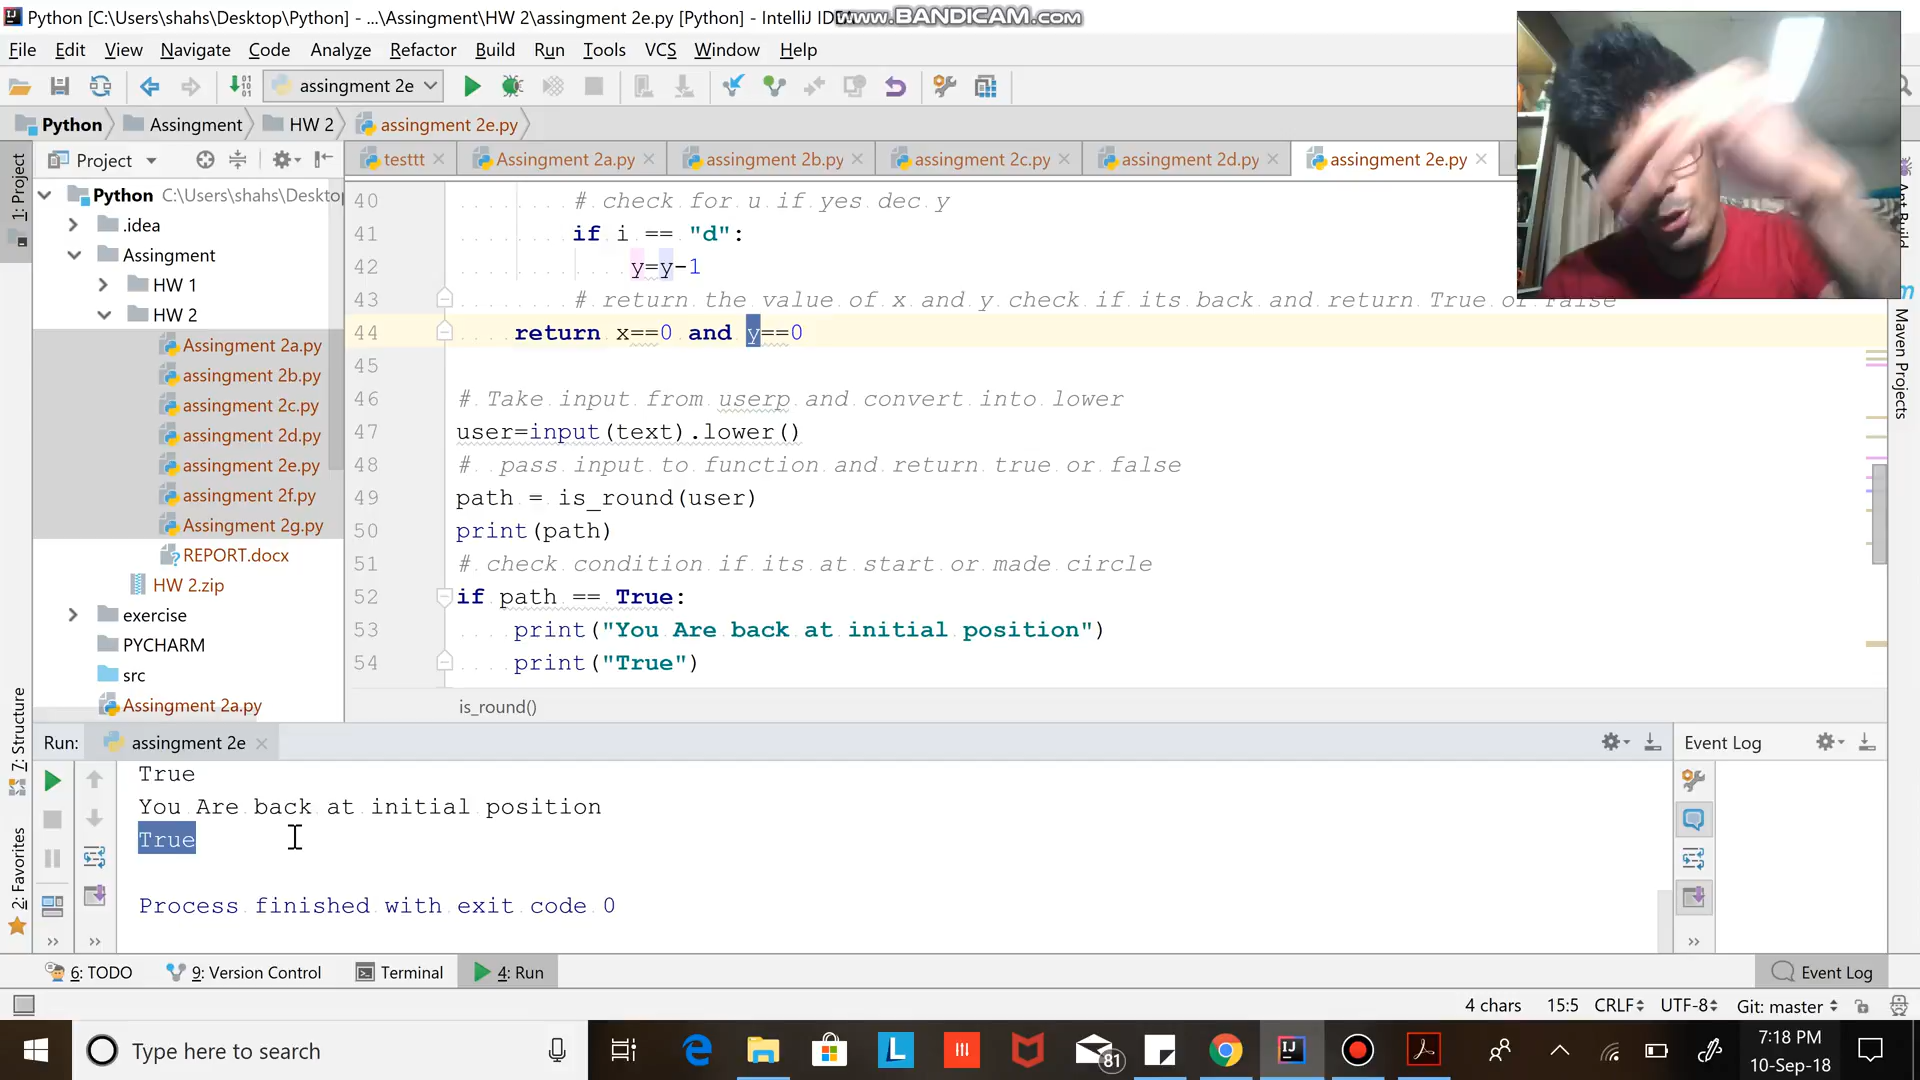 Python [C:\Users\shahs\Desktop\Python] - ...\Assingment\HW 2\assingment 2e.py [Python] - IntelliJ IDEA
www.BANDICAM.com
File Edit View Navigate Code Analyze Refactor Build Run Tools VCS Window Help
assingment 2e
Python Assingment HW 2 assingment 2e.py
Project
testtt Assingment 2a.py assingment 2b.py assingment 2c.py assingment 2d.py assingment 2e.py
1: Project
Python C:\Users\shahs\Deskto
.idea
Assingment
HW 1
HW 2
Assingment 2a.py
assingment 2b.py
assingment 2c.py
assingment 2d.py
assingment 2e.py
assingment 2f.py
Assingment 2g.py
REPORT.docx
HW 2.zip
exercise
PYCHARM
src
Assingment 2a.py
40 # check for u if yes dec y
41 if i == "d":
42 y=y-1
43 # return the value of x and y check if its back and return True or False
44 return x==0 and y==0
45
46 # Take input from userp and convert into lower
47 user=input(text).lower()
48 # pass input to function and return true or false
49 path = is_round(user)
50 print(path)
51 # check condition if its at start or made circle
52 if path == True:
53 print("You Are back at initial position")
54 print("True")
is_round()
Maven Projects
7: Structure
2: Favorites
Run: assingment 2e
Event Log
True
You Are back at initial position
True
Process finished with exit code 0
6: TODO 9: Version Control Terminal 4: Run Event Log
4 chars 15:5 CRLF UTF-8 Git: master
Type here to search
81
7:18 PM
10-Sep-18